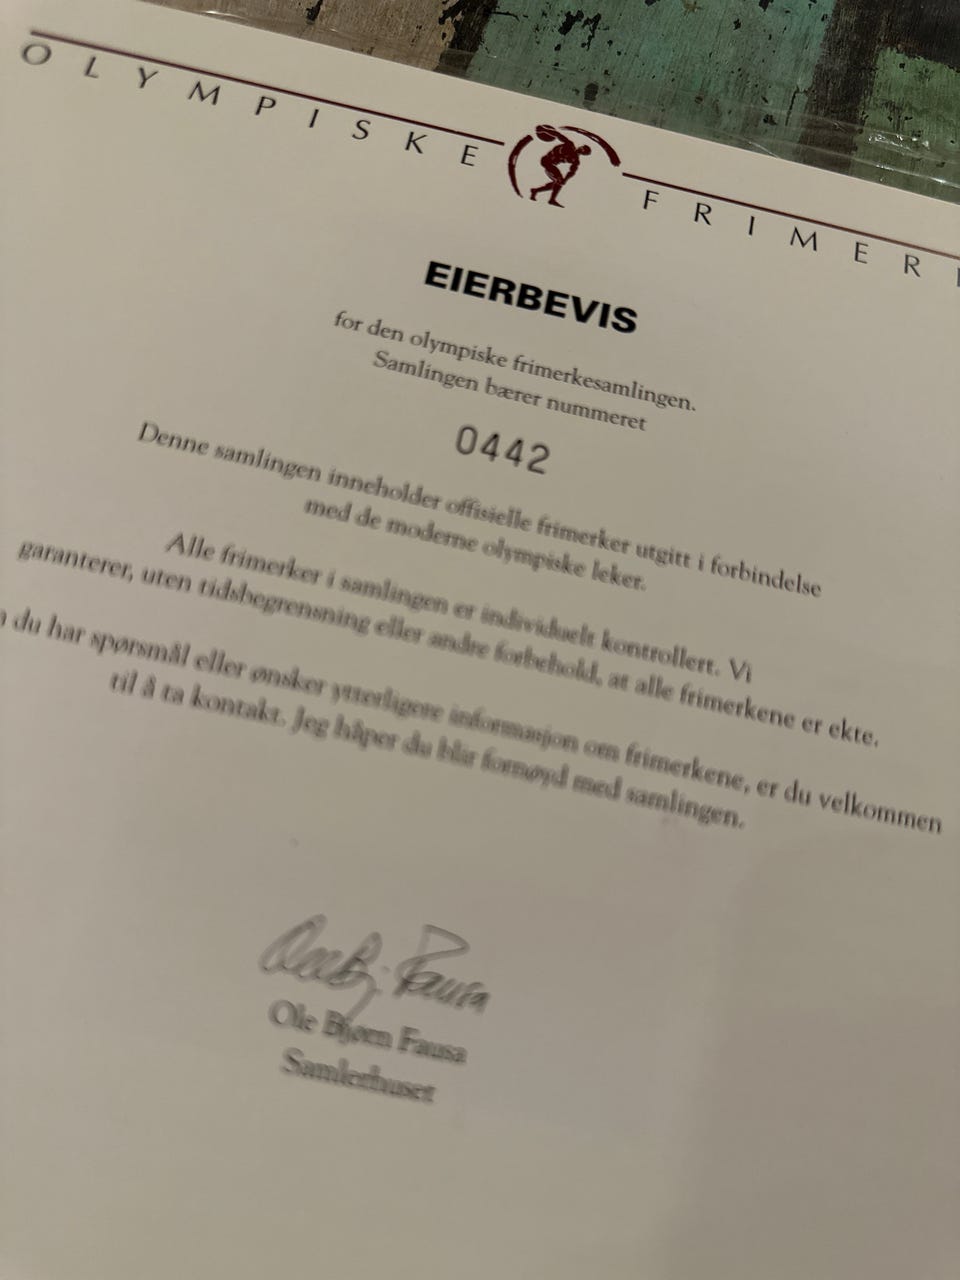 OLYMPISKE FRIMER
EIERBEVIS
for den olympiske frimerkesamlingen.
Samlingen bærer nummeret
0442
Denne samlingen inneholder offisielle frimerker utgitt i forbindelse
med de moderne olympiske leker.
Alle frimerker i samlingen er individuelt kontrollert. Vi
garanterer, uten tidsbegrensning eller andre forbehold, at alle frimerkene er ekte.
du har spørsmål eller ønsker ytterligere informasjon om frimerkene, er du velkommen
til å ta kontakt. Jeg håper du blir fornøyd med samlingen.
Ole Bj. Fausa
Ole Bjørn Fausa
Samlerhuset